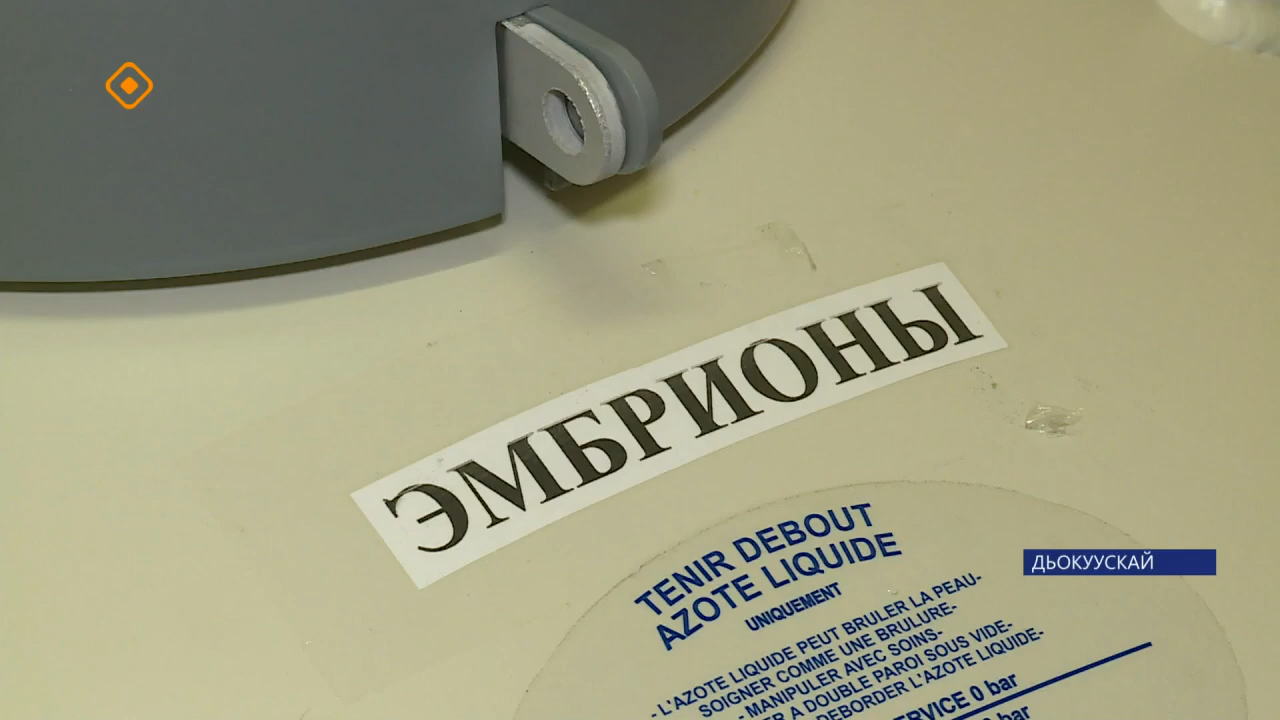 ЭМБРИОНЫ
TENIR DEBOUT
AZOTE LIQUIDE
UNIQUEMENT
- L'AZOTE LIQUIDE PEUT BRULER LA PEAU-
SOIGNER COMME UNE BRULURE-
- MANIPULER AVEC SOINS-
A DOUBLE PAROI SOUS VIDE-
DEBORDER L'AZOTE LIQUIDE-
0 bar
bar
ДЬОКУУСКАЙ